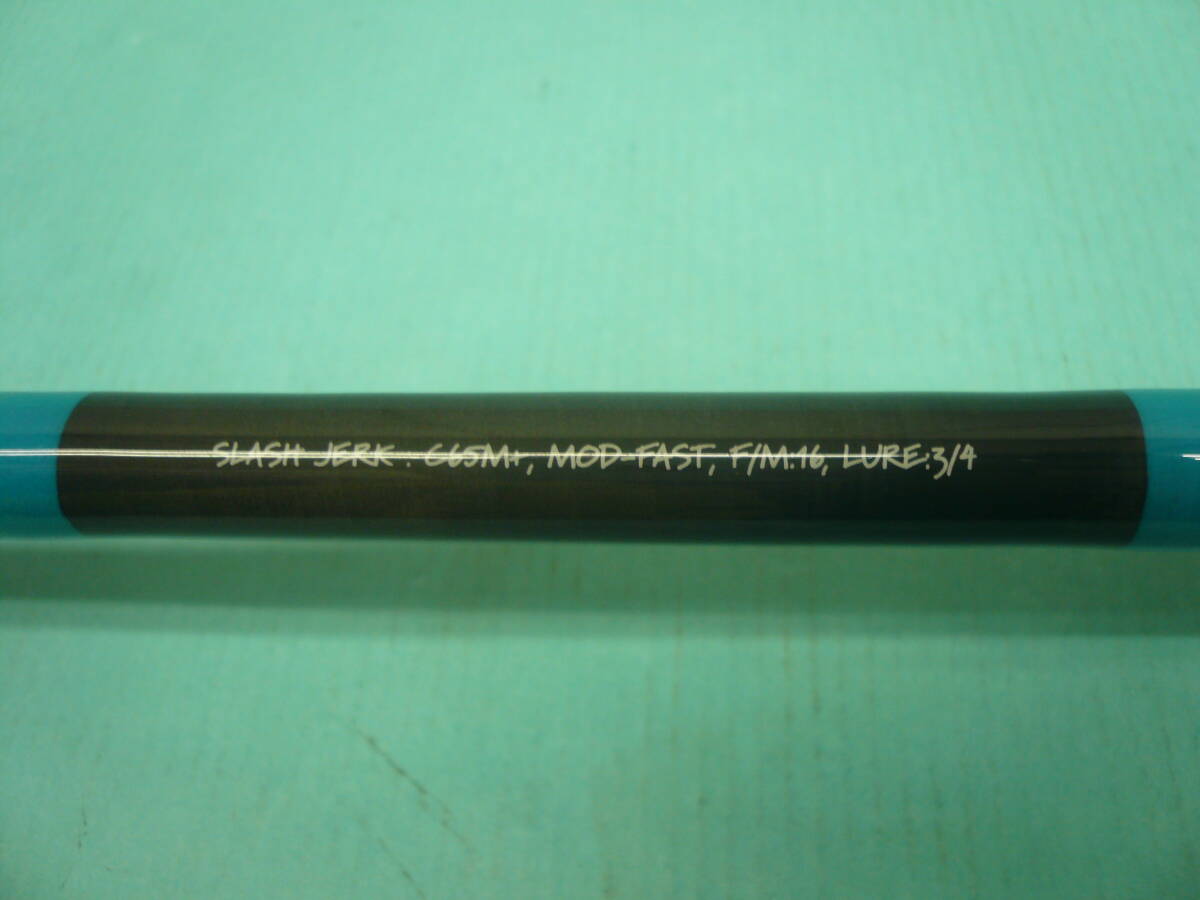 SLASH JERK . C65M+, MOD-FAST, F/M:16, LURE:3/4